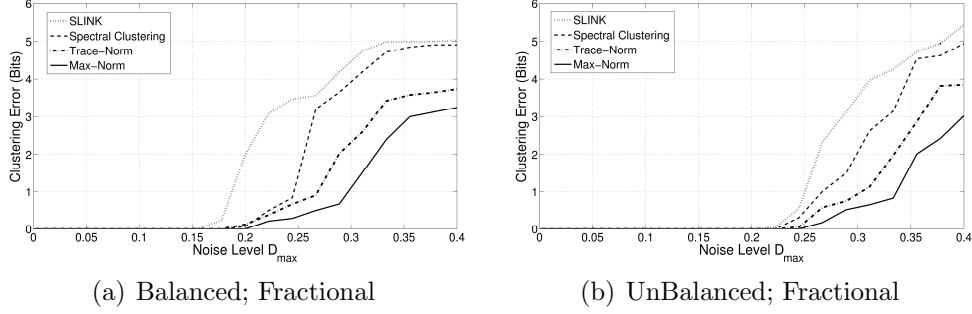 6
5
4
3
2
1
0
Clustering Error (Bits)
SLINK
Spectral Clustering
Trace-Norm
Max-Norm
0 0.05 0.1 0.15 0.2 0.25 0.3 0.35 0.4
Noise Level Dmax
(a) Balanced; Fractional
6
5
4
3
2
1
0
Clustering Error (Bits)
SLINK
Spectral Clustering
Trace-Norm
Max-Norm
0 0.05 0.1 0.15 0.2 0.25 0.3 0.35 0.4
Noise Level Dmax
(b) UnBalanced; Fractional